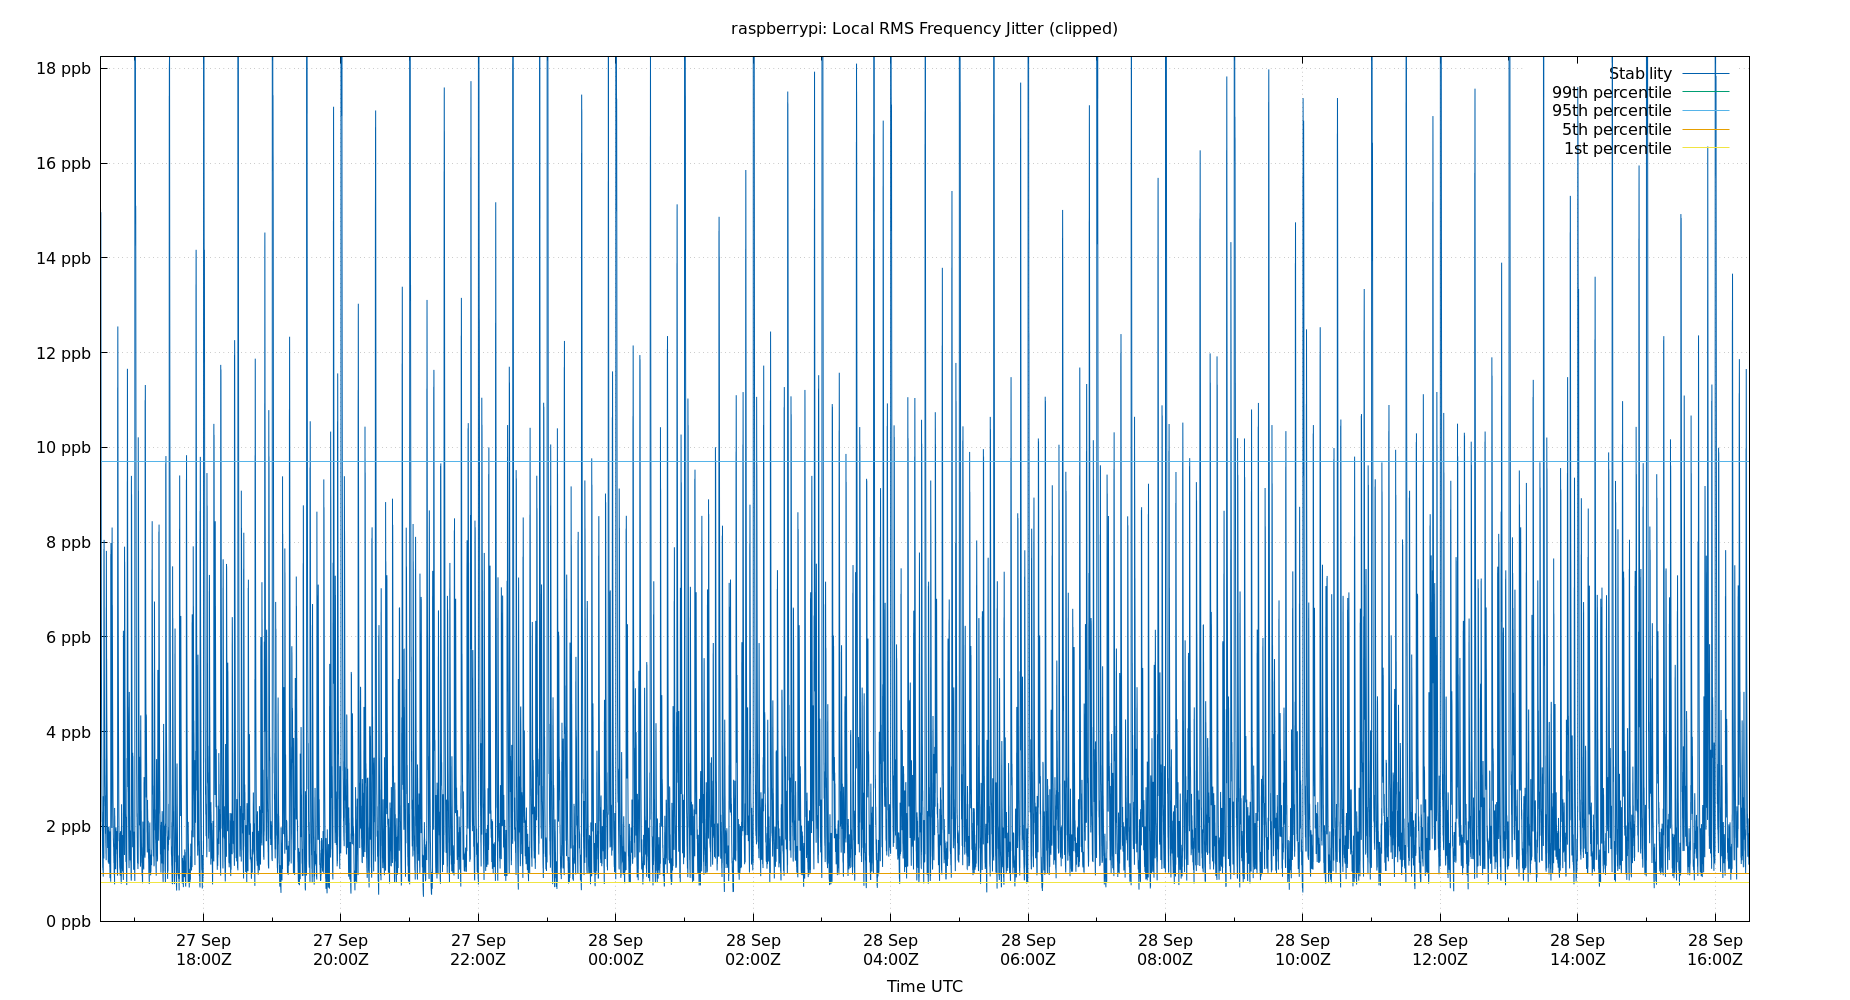 raspberrypi: Local RMS Frequency Jitter (clipped)
18 ppb
16 ppb
14 ppb
12 ppb
10 ppb
8 ppb
6 ppb
4 ppb
2 ppb
0 ppb
Stability
99th percentile
95th percentile
5th percentile
1st percentile
27 Sep 27 Sep 27 Sep 28 Sep 28 Sep 28 Sep 28 Sep 28 Sep 28 Sep 28 Sep 28 Sep 28 Sep
18:00Z 20:00Z 22:00Z 00:00Z 02:00Z 04:00Z 06:00Z 08:00Z 10:00Z 12:00Z 14:00Z 16:00Z
Time UTC